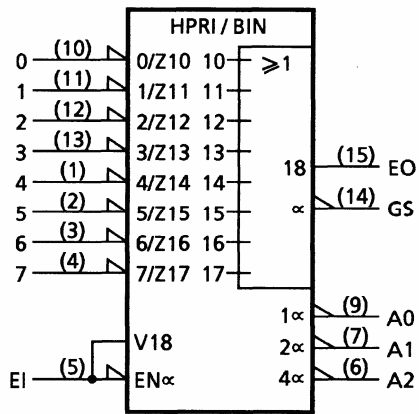 HPRI / BIN
0 (10) 0/Z10 10 ⩾1
1 (11) 1/Z11 11
2 (12) 2/Z12 12
3 (13) 3/Z13 13
18 (15) EO
4 (1) 4/Z14 14
5 (2) 5/Z15 15 ∝ (14) GS
6 (3) 6/Z16 16
7 (4) 7/Z17 17
1∝ (9) A0
V18 2∝ (7) A1
EI (5) EN∝ 4∝ (6) A2